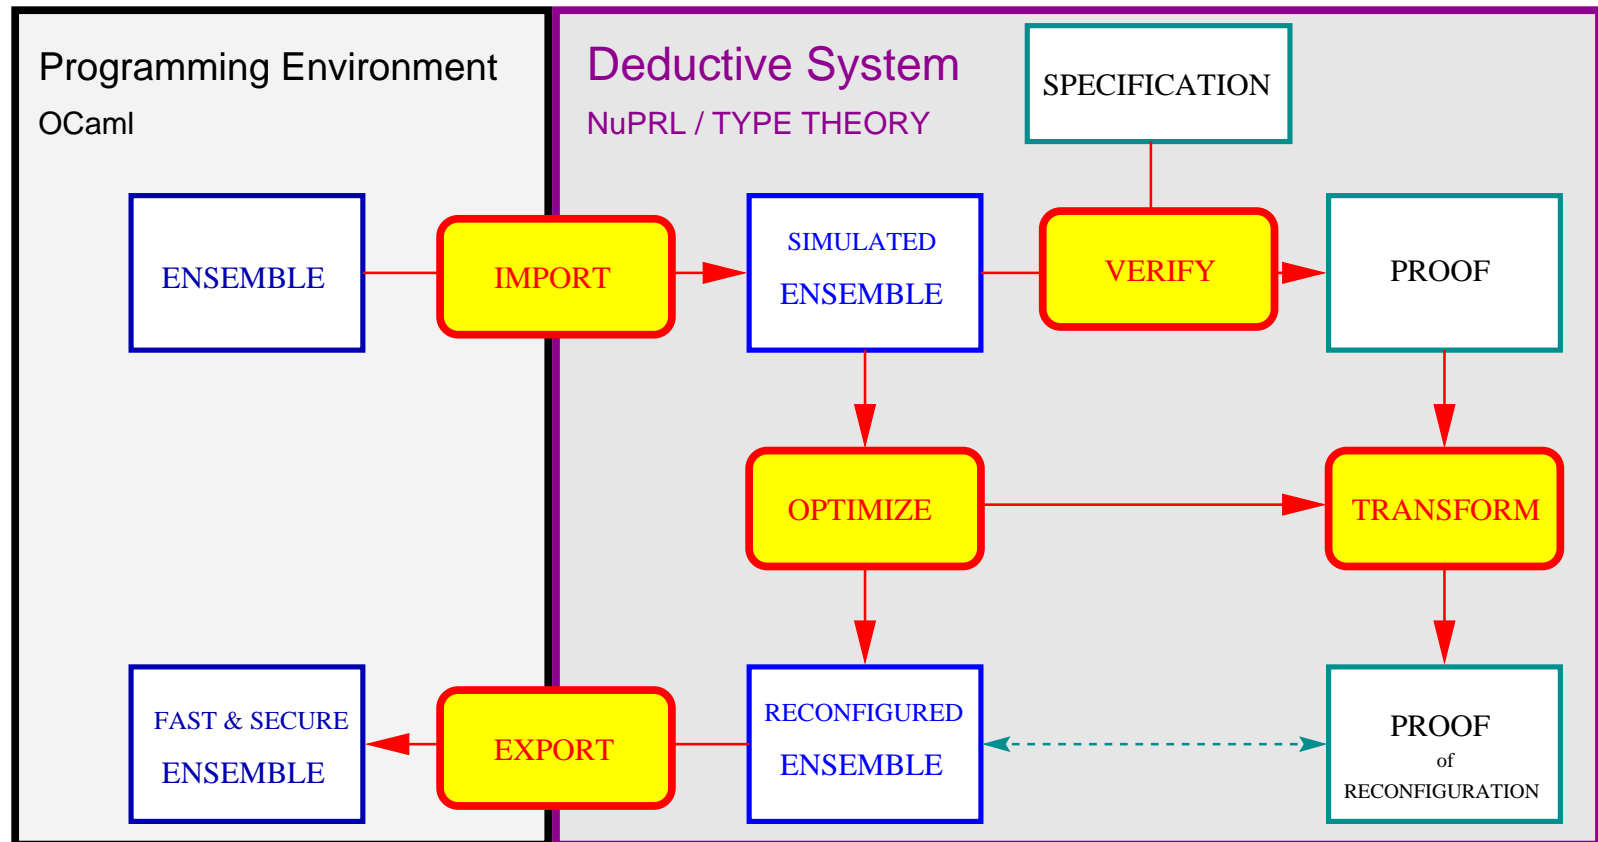 Programming Environment
OCaml
Deductive System
NuPRL / TYPE THEORY
SPECIFICATION
ENSEMBLE
IMPORT
SIMULATED
ENSEMBLE
VERIFY
PROOF
OPTIMIZE
TRANSFORM
FAST & SECURE
ENSEMBLE
EXPORT
RECONFIGURED
ENSEMBLE
PROOF
of
RECONFIGURATION